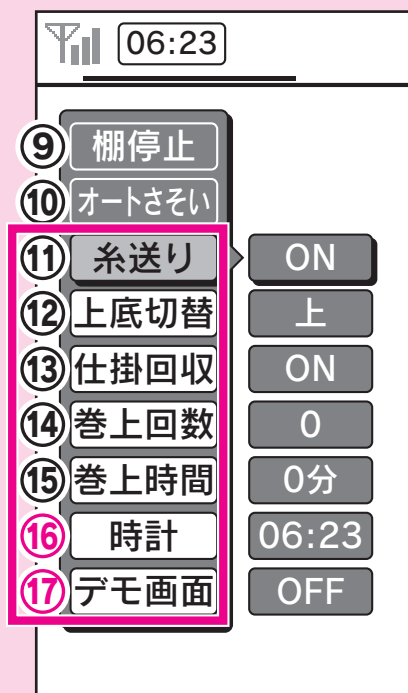 06:23
⑨ 棚停止
⑩ オートさそい
⑪ 糸送り ON
⑫ 上底切替 上
⑬ 仕掛回収 ON
⑭ 巻上回数 0
⑮ 巻上時間 0分
⑯ 時計 06:23
⑰ デモ画面 OFF